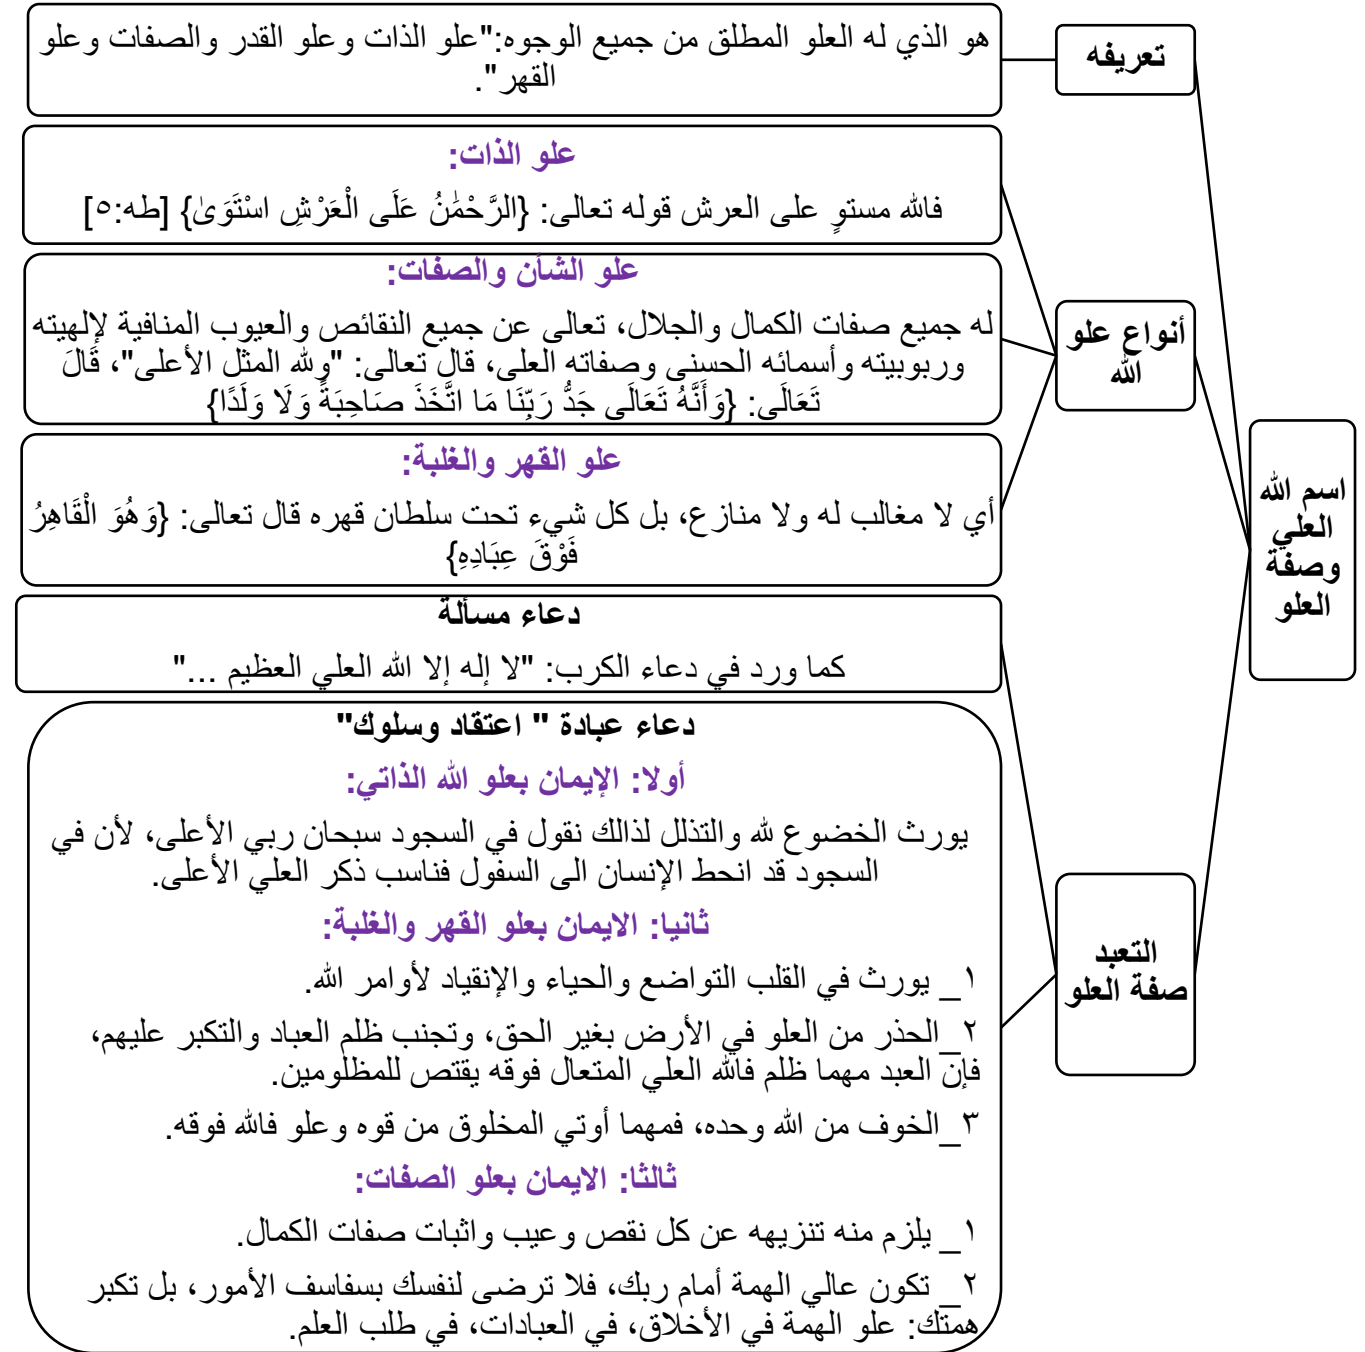 اسم الله
العلي
وصفة
العلو
تعريفه
هو الذي له العلو المطلق من جميع الوجوه:"علو الذات وعلو القدر والصفات وعلو
القهر".
أنواع علو
الله
علو الذات:
فالله مستوٍ على العرش قوله تعالى: {الرَّحْمَٰنُ عَلَى الْعَرْشِ اسْتَوَىٰ} [طه:٥]
علو الشأن والصفات:
له جميع صفات الكمال والجلال، تعالى عن جميع النقائص والعيوب المنافية لإلهيته
وربوبيته وأسمائه الحسنى وصفاته العلى، قال تعالى: "ولله المثل الأعلى"، قَالَ
تَعَالَى: {وَأَنَّهُ تَعَالَى جَدُّ رَبِّنَا مَا اتَّخَذَ صَاحِبَةً وَلَا وَلَدًا}
علو القهر والغلبة:
أي لا مغالب له ولا منازع، بل كل شيء تحت سلطان قهره قال تعالى: {وَهُوَ الْقَاهِرُ
فَوْقَ عِبَادِهِ}
التعبد
صفة العلو
دعاء مسألة
كما ورد في دعاء الكرب: "لا إله إلا الله العلي العظيم ..."
دعاء عبادة " اعتقاد وسلوك"
أولا: الإيمان بعلو الله الذاتي:
يورث الخضوع لله والتذلل لذالك نقول في السجود سبحان ربي الأعلى، لأن في
السجود قد انحط الإنسان الى السفول فناسب ذكر العلي الأعلى.
ثانيا: الايمان بعلو القهر والغلبة:
١_ يورث في القلب التواضع والحياء والإنقياد لأوامر الله.
٢_الحذر من العلو في الأرض بغير الحق، وتجنب ظلم العباد والتكبر عليهم،
فإن العبد مهما ظلم فالله العلي المتعال فوقه يقتص للمظلومين.
٣_الخوف من الله وحده، فمهما أوتي المخلوق من قوه وعلو فالله فوقه.
ثالثا: الايمان بعلو الصفات:
١_ يلزم منه تنزيهه عن كل نقص وعيب واثبات صفات الكمال.
٢_ تكون عالي الهمة أمام ربك، فلا ترضى لنفسك بسفاسف الأمور، بل تكبر
همتك: علو الهمة في الأخلاق، في العبادات، في طلب العلم.